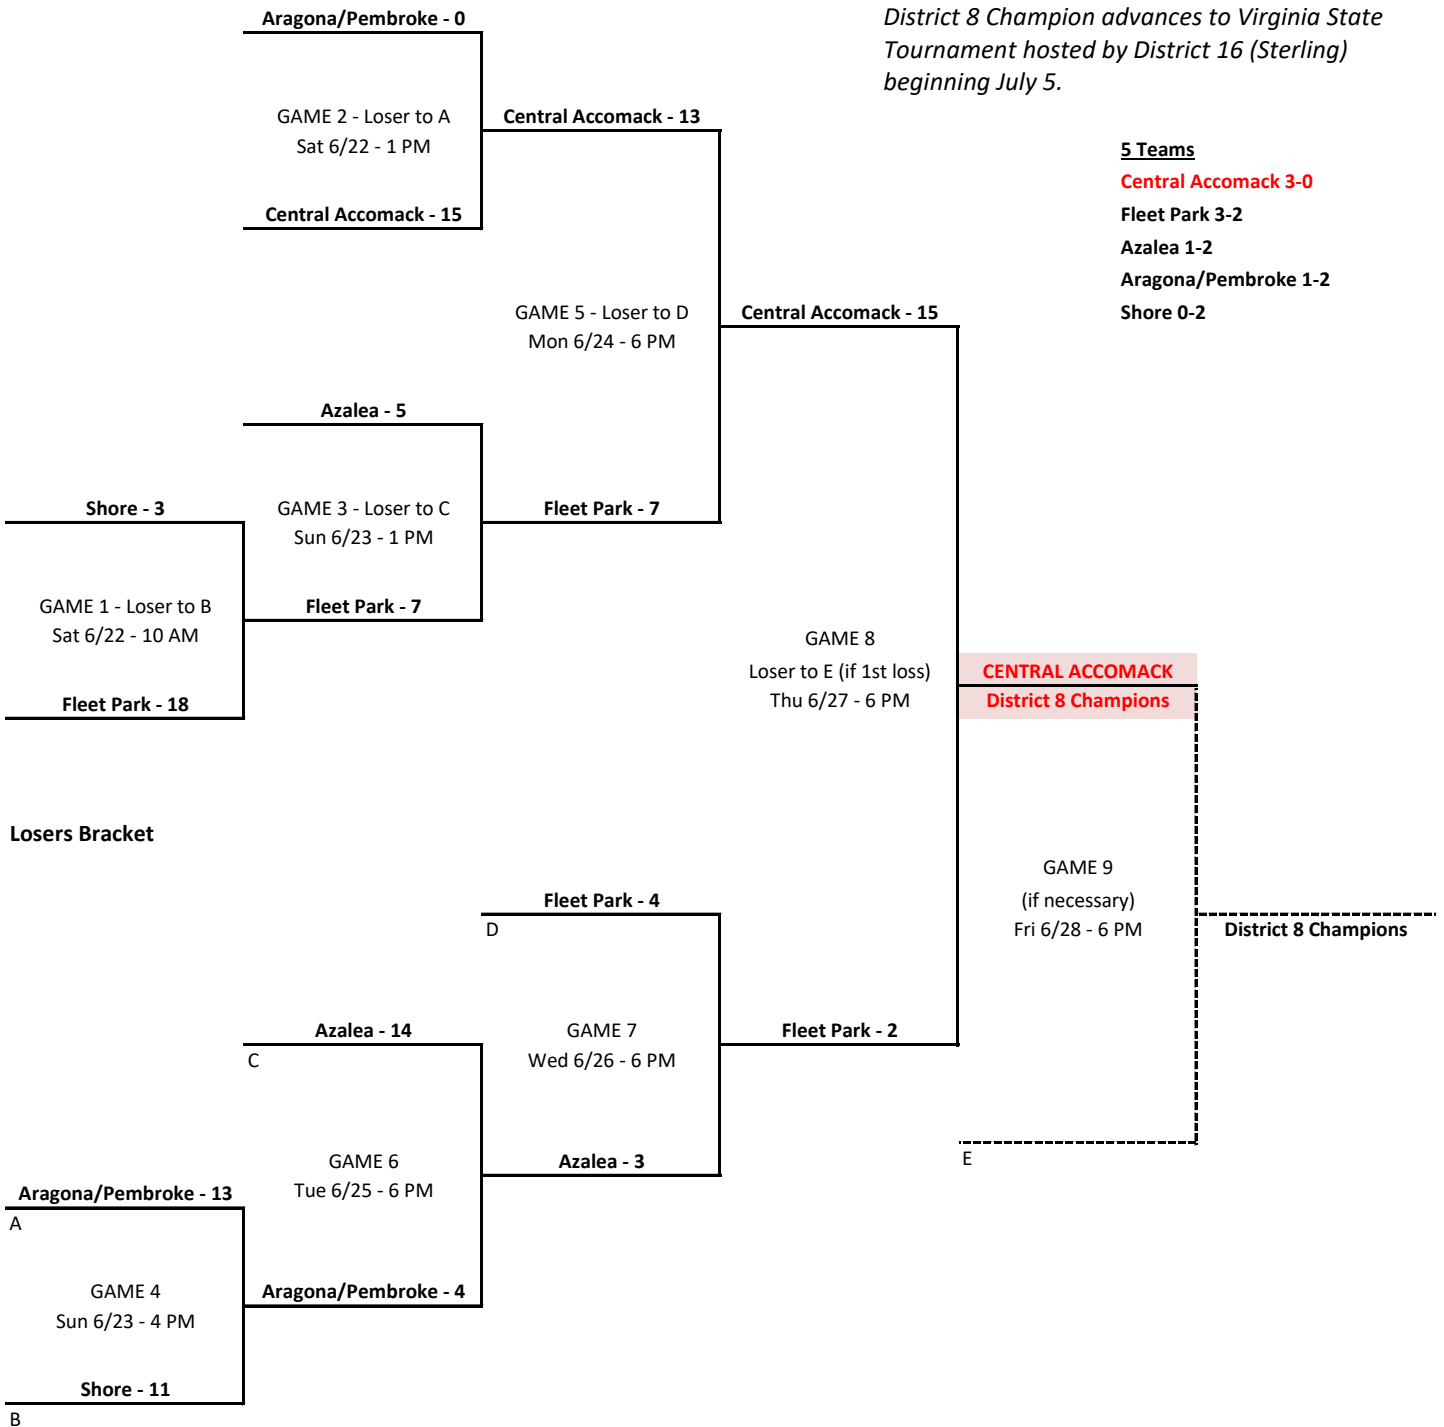 Aragona/Pembroke - 0
District 8 Champion advances to Virginia State
Tournament hosted by District 16 (Sterling)
beginning July 5.
GAME 2 - Loser to A
Sat 6/22 - 1 PM
Central Accomack - 13
Central Accomack - 15
5 Teams
Central Accomack 3-0
Fleet Park 3-2
Azalea 1-2
Aragona/Pembroke 1-2
Shore 0-2
GAME 5 - Loser to D
Mon 6/24 - 6 PM
Central Accomack - 15
Azalea - 5
Shore - 3
GAME 3 - Loser to C
Sun 6/23 - 1 PM
Fleet Park - 7
GAME 1 - Loser to B
Sat 6/22 - 10 AM
Fleet Park - 7
Fleet Park - 18
GAME 8
Loser to E (if 1st loss)
Thu 6/27 - 6 PM
CENTRAL ACCOMACK
District 8 Champions
Losers Bracket
Fleet Park - 4
D
GAME 9
(if necessary)
Fri 6/28 - 6 PM
District 8 Champions
Azalea - 14
C
GAME 7
Wed 6/26 - 6 PM
Fleet Park - 2
GAME 6
Tue 6/25 - 6 PM
Azalea - 3
E
Aragona/Pembroke - 13
A
GAME 4
Sun 6/23 - 4 PM
Aragona/Pembroke - 4
Shore - 11
B